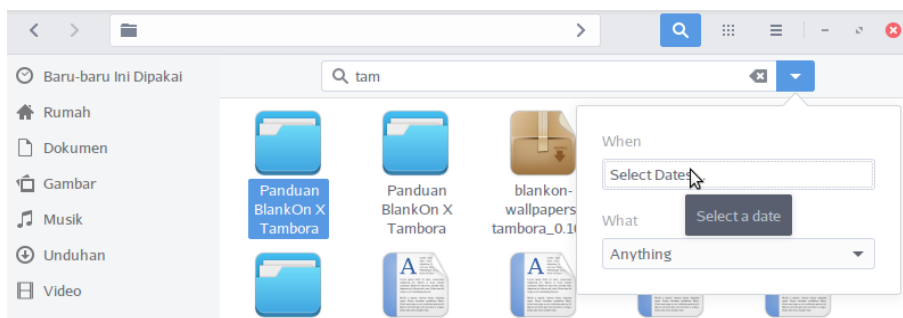 Baru-baru Ini Dipakai
tam
Rumah
Dokumen
Gambar
Musik
Unduhan
Video
Panduan
BlankOn X
Tambora
Panduan
BlankOn X
Tambora
blankon-
wallpapers
tambora_0.1
When
Select Dates
What
Select a date
Anything